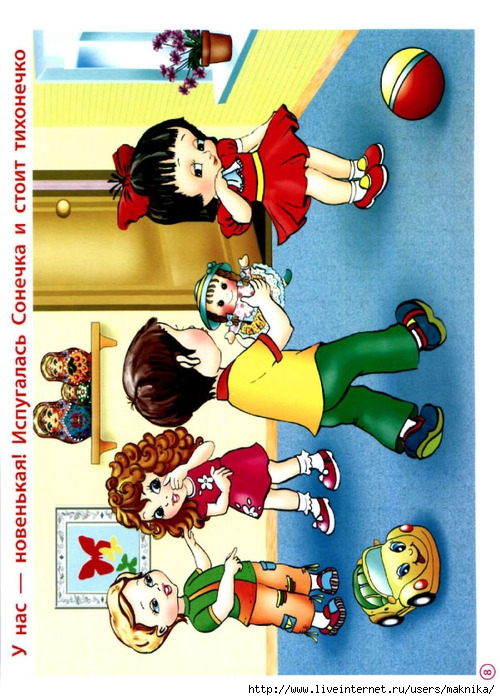 У нас — новенькая! Испугалась Сонечка и стоит тихонечко
8
http://www.liveinternet.ru/users/maknika/